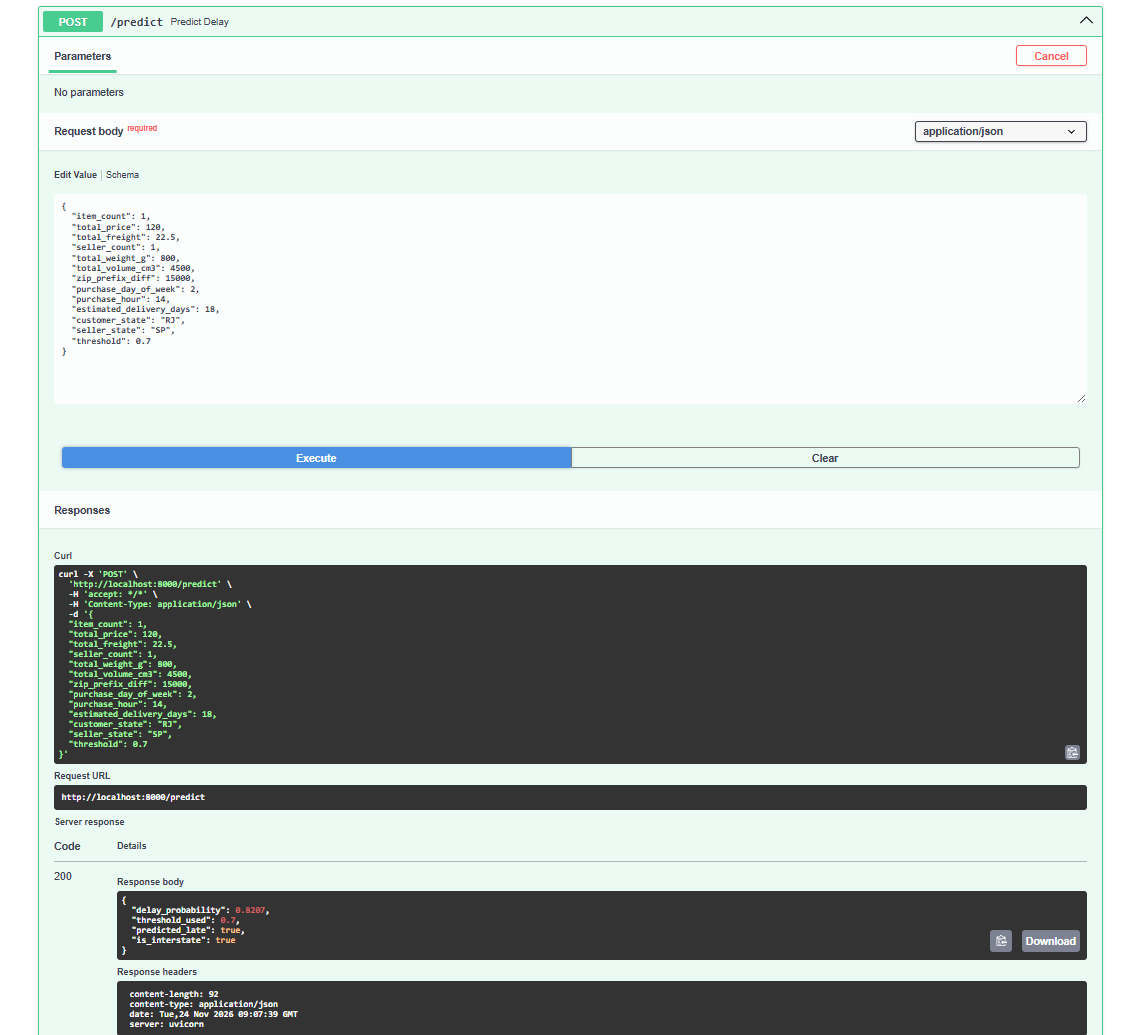 POST /predict Predict Delay
Parameters
Cancel
No parameters
Request body required
application/json
Edit Value | Schema
{
  "item_count": 1,
  "total_price": 120,
  "total_freight": 22.5,
  "seller_count": 1,
  "total_weight_g": 800,
  "total_volume_cm3": 4500,
  "zip_prefix_diff": 15000,
  "purchase_day_of_week": 2,
  "purchase_hour": 14,
  "estimated_delivery_days": 18,
  "customer_state": "RJ",
  "seller_state": "SP",
  "threshold": 0.7
}
Execute
Clear
Responses
Curl
curl -X 'POST' \
  'http://localhost:8000/predict' \
  -H 'accept: */*' \
  -H 'Content-Type: application/json' \
  -d '{
  "item_count": 1,
  "total_price": 120,
  "total_freight": 22.5,
  "seller_count": 1,
  "total_weight_g": 800,
  "total_volume_cm3": 4500,
  "zip_prefix_diff": 15000,
  "purchase_day_of_week": 2,
  "purchase_hour": 14,
  "estimated_delivery_days": 18,
  "customer_state": "RJ",
  "seller_state": "SP",
  "threshold": 0.7
}'
Request URL
http://localhost:8000/predict
Server response
Code Details
200
Response body
{
  "delay_probability": 0.8207,
  "threshold_used": 0.7,
  "predicted_late": true,
  "is_interstate": true
}
Download
Response headers
content-length: 92
content-type: application/json
date: Tue,24 Nov 2026 09:07:39 GMT
server: uvicorn